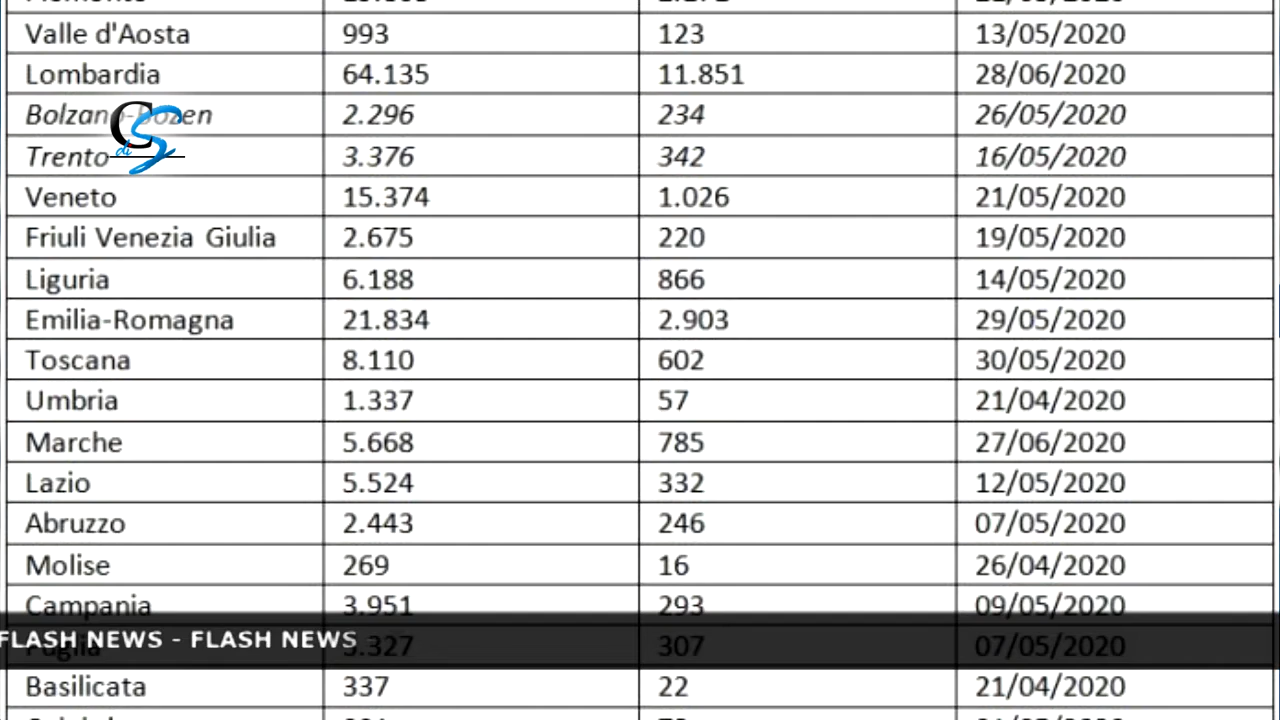 Valle d'Aosta 993 123 13/05/2020
Lombardia 64.135 11.851 28/06/2020
Bolzano-Bozen 2.296 234 26/05/2020
Trento 3.376 342 16/05/2020
Veneto 15.374 1.026 21/05/2020
Friuli Venezia Giulia 2.675 220 19/05/2020
Liguria 6.188 866 14/05/2020
Emilia-Romagna 21.834 2.903 29/05/2020
Toscana 8.110 602 30/05/2020
Umbria 1.337 57 21/04/2020
Marche 5.668 785 27/06/2020
Lazio 5.524 332 12/05/2020
Abruzzo 2.443 246 07/05/2020
Molise 269 16 26/04/2020
Campania 3.951 293 09/05/2020
Puglia 3.327 307 07/05/2020
FLASH NEWS - FLASH NEWS -
Basilicata 337 22 21/04/2020
C di S